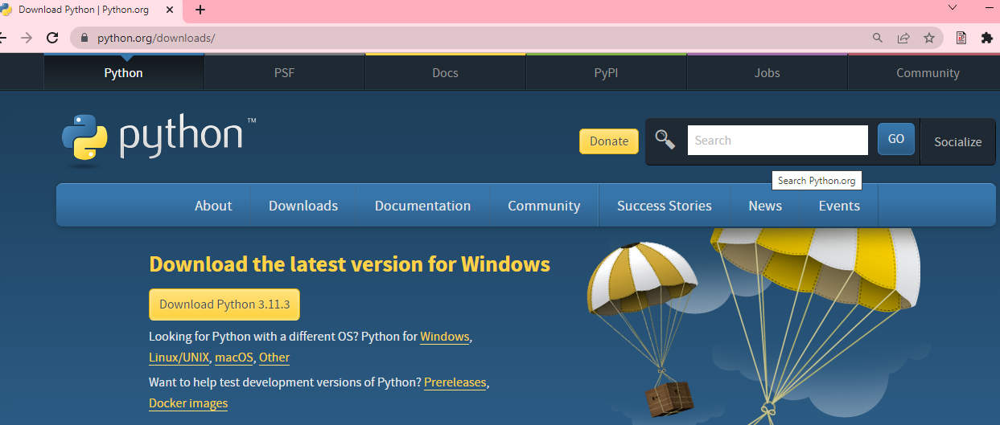 Download Python | Python.org
python.org/downloads/
Python PSF Docs PyPI Jobs Community
python™
Donate Search GO Socialize
Search Python.org
About Downloads Documentation Community Success Stories News Events
Download the latest version for Windows
Download Python 3.11.3
Looking for Python with a different OS? Python for Windows,
Linux/UNIX, macOS, Other
Want to help test development versions of Python? Prereleases,
Docker images